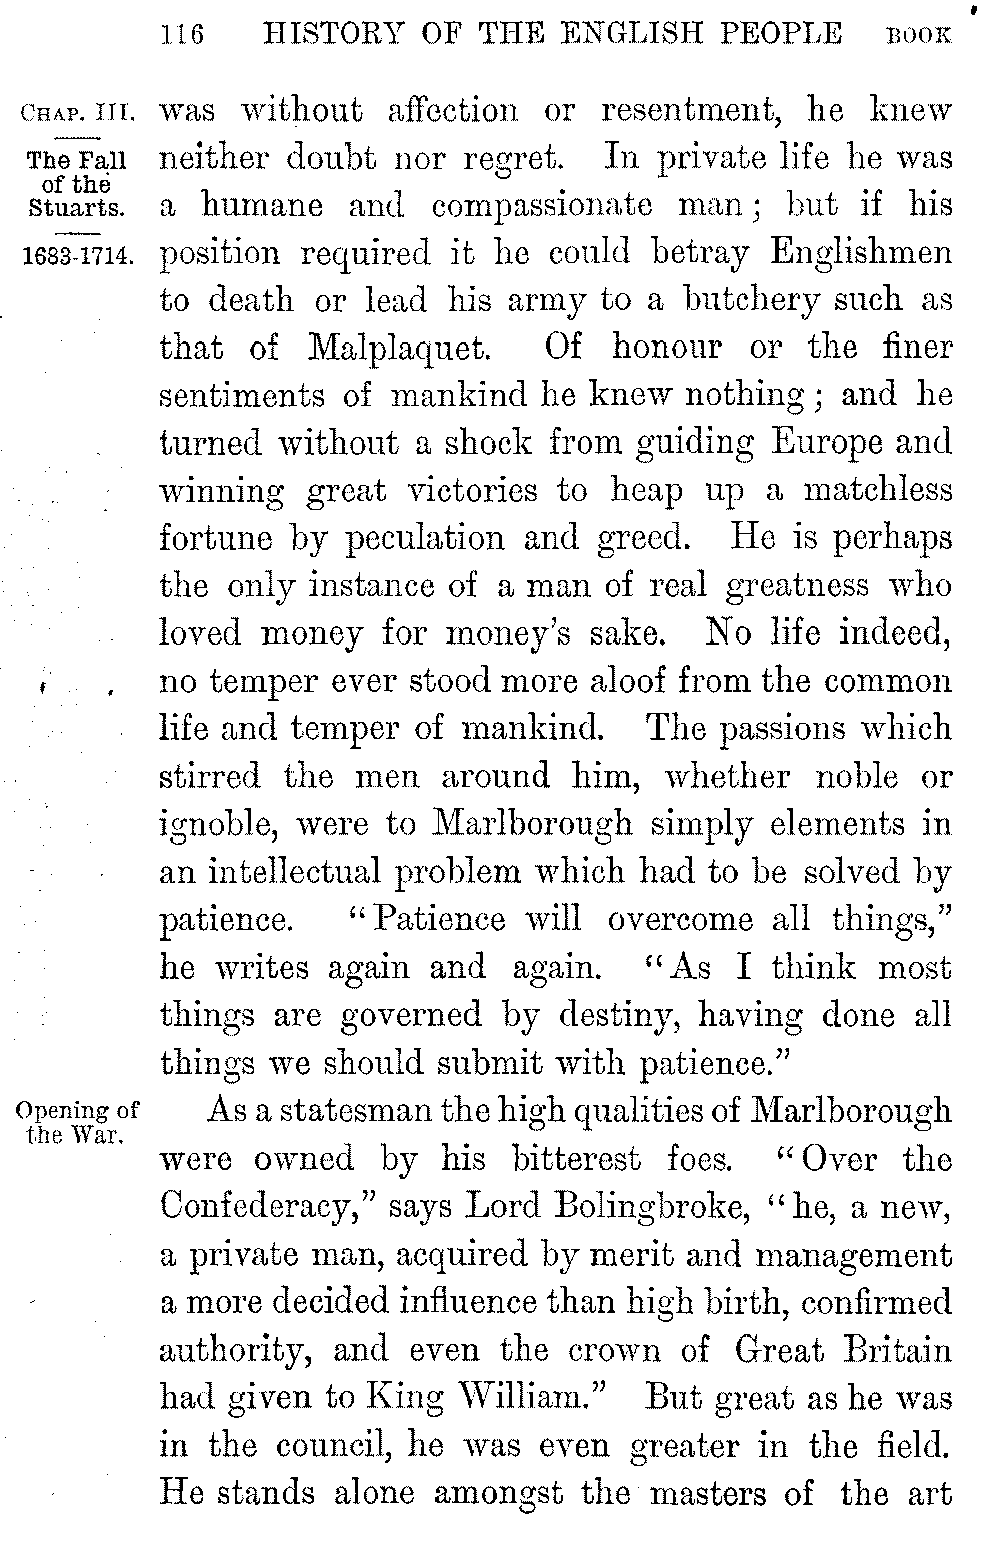 116 HISTORY OF THE ENGLISH PEOPLE BOOK
CHAP. III.
The Fall
of the
Stuarts.
1683-1714.
was without affection or resentment, he knew
neither doubt nor regret. In private life he was
a humane and compassionate man; but if his
position required it he could betray Englishmen
to death or lead his army to a butchery such as
that of Malplaquet. Of honour or the finer
sentiments of mankind he knew nothing; and he
turned without a shock from guiding Europe and
winning great victories to heap up a matchless
fortune by peculation and greed. He is perhaps
the only instance of a man of real greatness who
loved money for money's sake. No life indeed,
no temper ever stood more aloof from the common
life and temper of mankind. The passions which
stirred the men around him, whether noble or
ignoble, were to Marlborough simply elements in
an intellectual problem which had to be solved by
patience. "Patience will overcome all things,"
he writes again and again. "As I think most
things are governed by destiny, having done all
things we should submit with patience."
Opening of
the War.
As a statesman the high qualities of Marlborough
were owned by his bitterest foes. "Over the
Confederacy," says Lord Bolingbroke, "he, a new,
a private man, acquired by merit and management
a more decided influence than high birth, confirmed
authority, and even the crown of Great Britain
had given to King William." But great as he was
in the council, he was even greater in the field.
He stands alone amongst the masters of the art